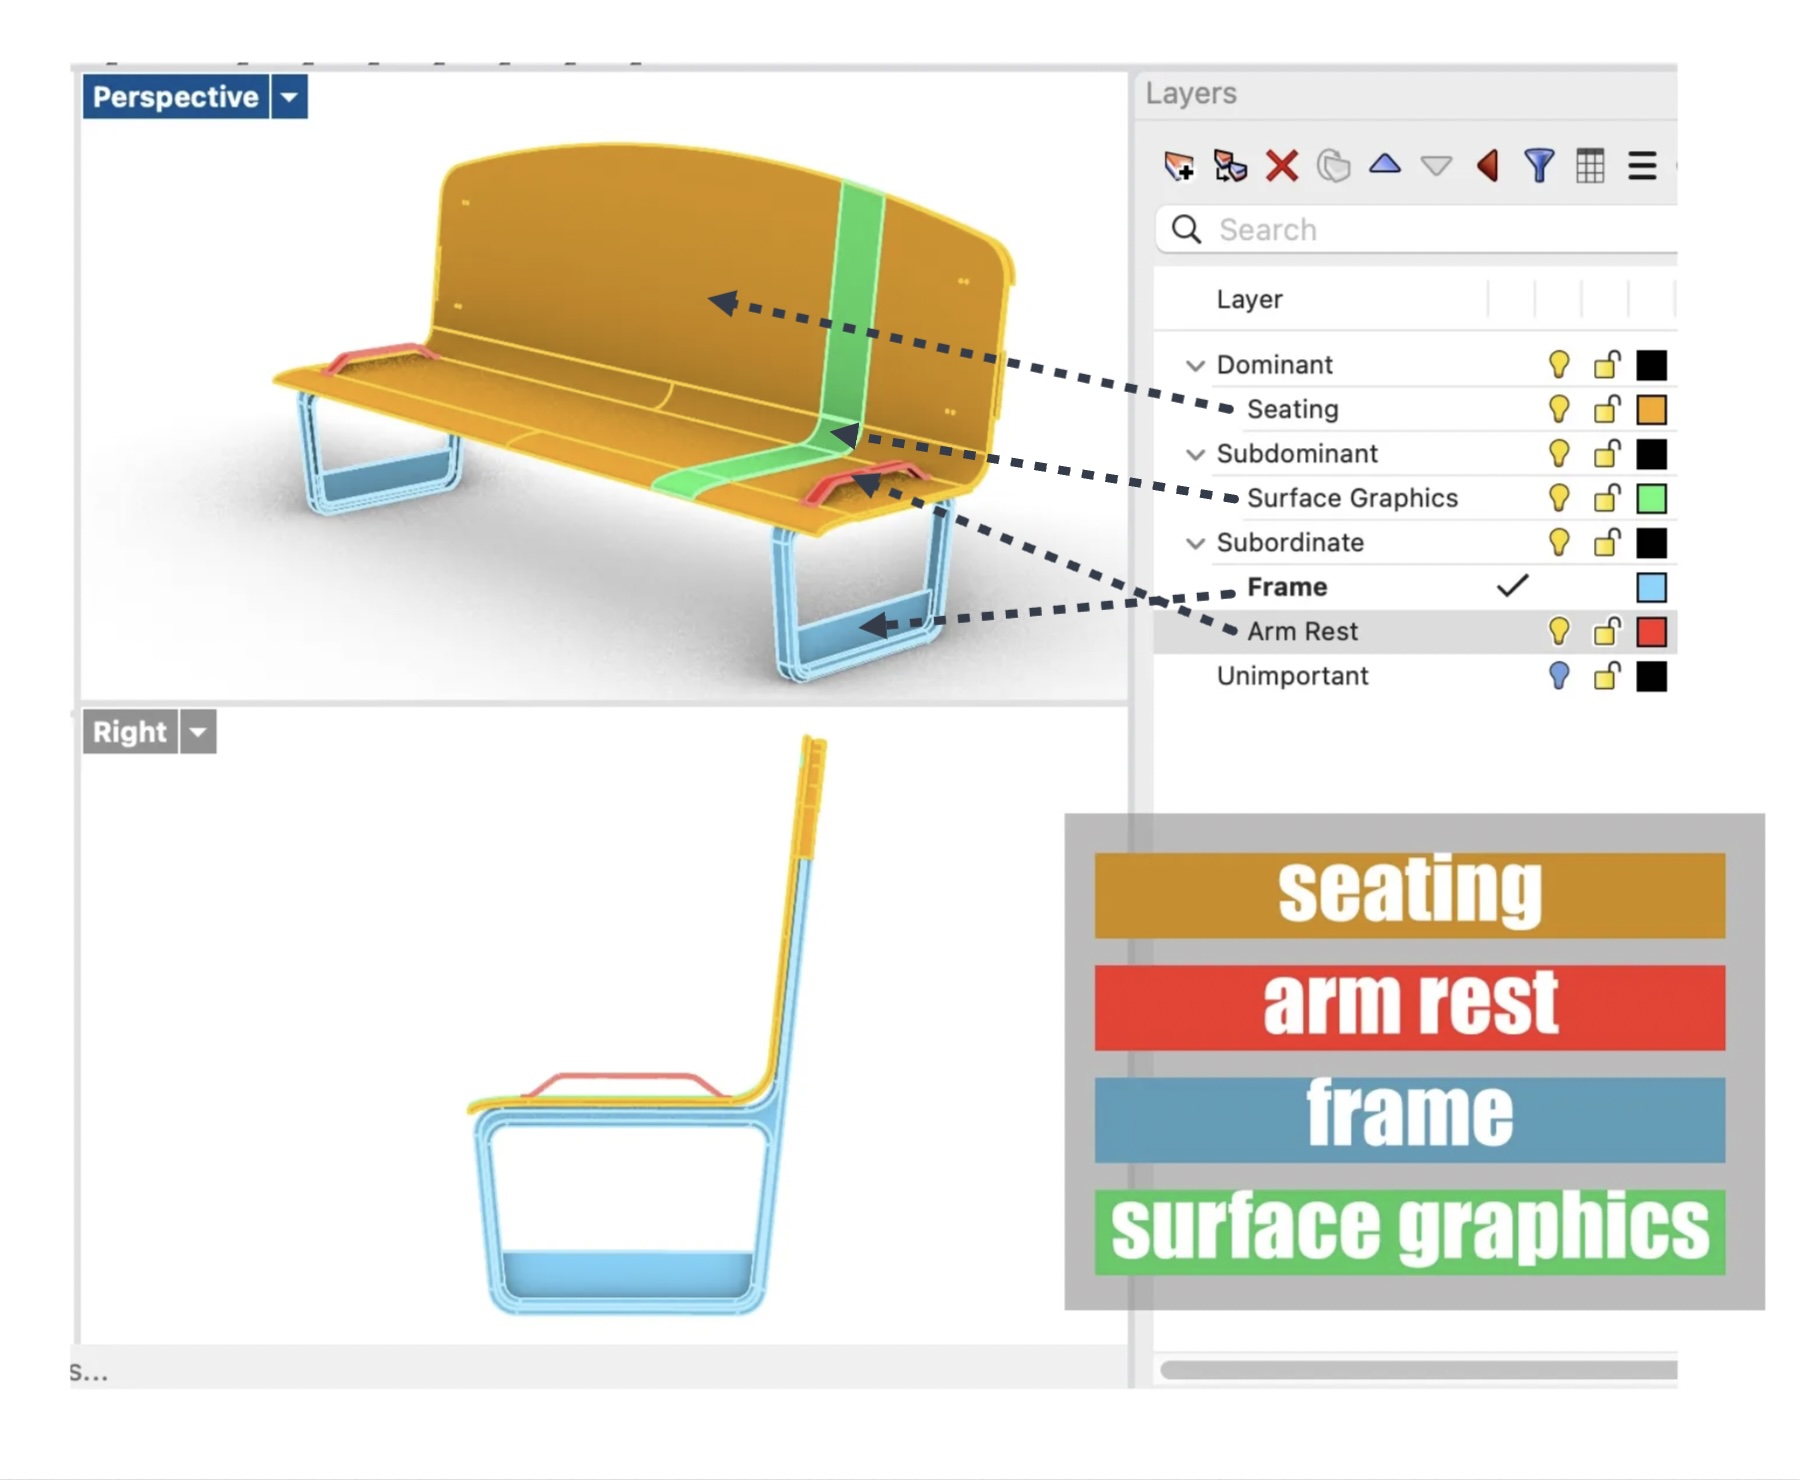 Perspective
Layers
Search
Layer
Dominant
Seating
Subdominant
Surface Graphics
Subordinate
Frame
Arm Rest
Unimportant
Right
seating
arm rest
frame
surface graphics
s...